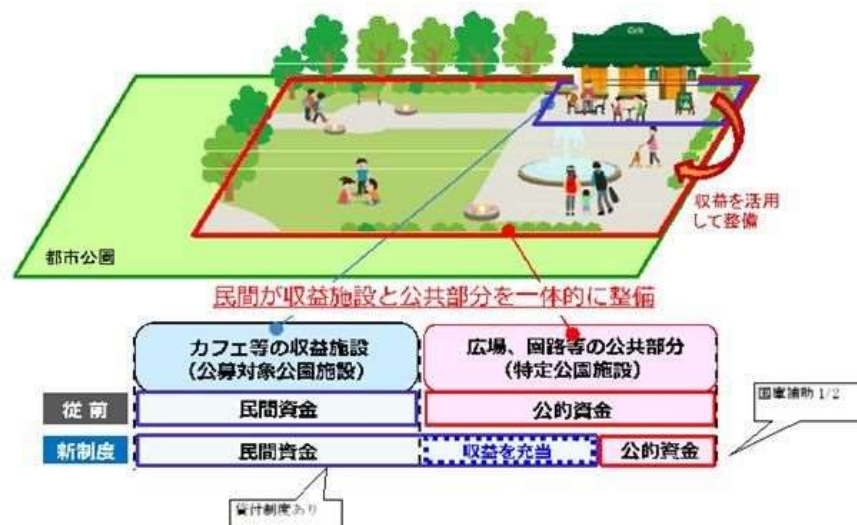 Cafe
収益を活用
して整備
都市公園
民間が収益施設と公共部分を一体的に整備
カフェ等の収益施設
(公募対象公園施設)
広場、園路等の公共部分
(特定公園施設)
従前
民間資金
公的資金
国庫補助 1/2
新制度
民間資金
収益を充当
公的資金
貸付制度あり